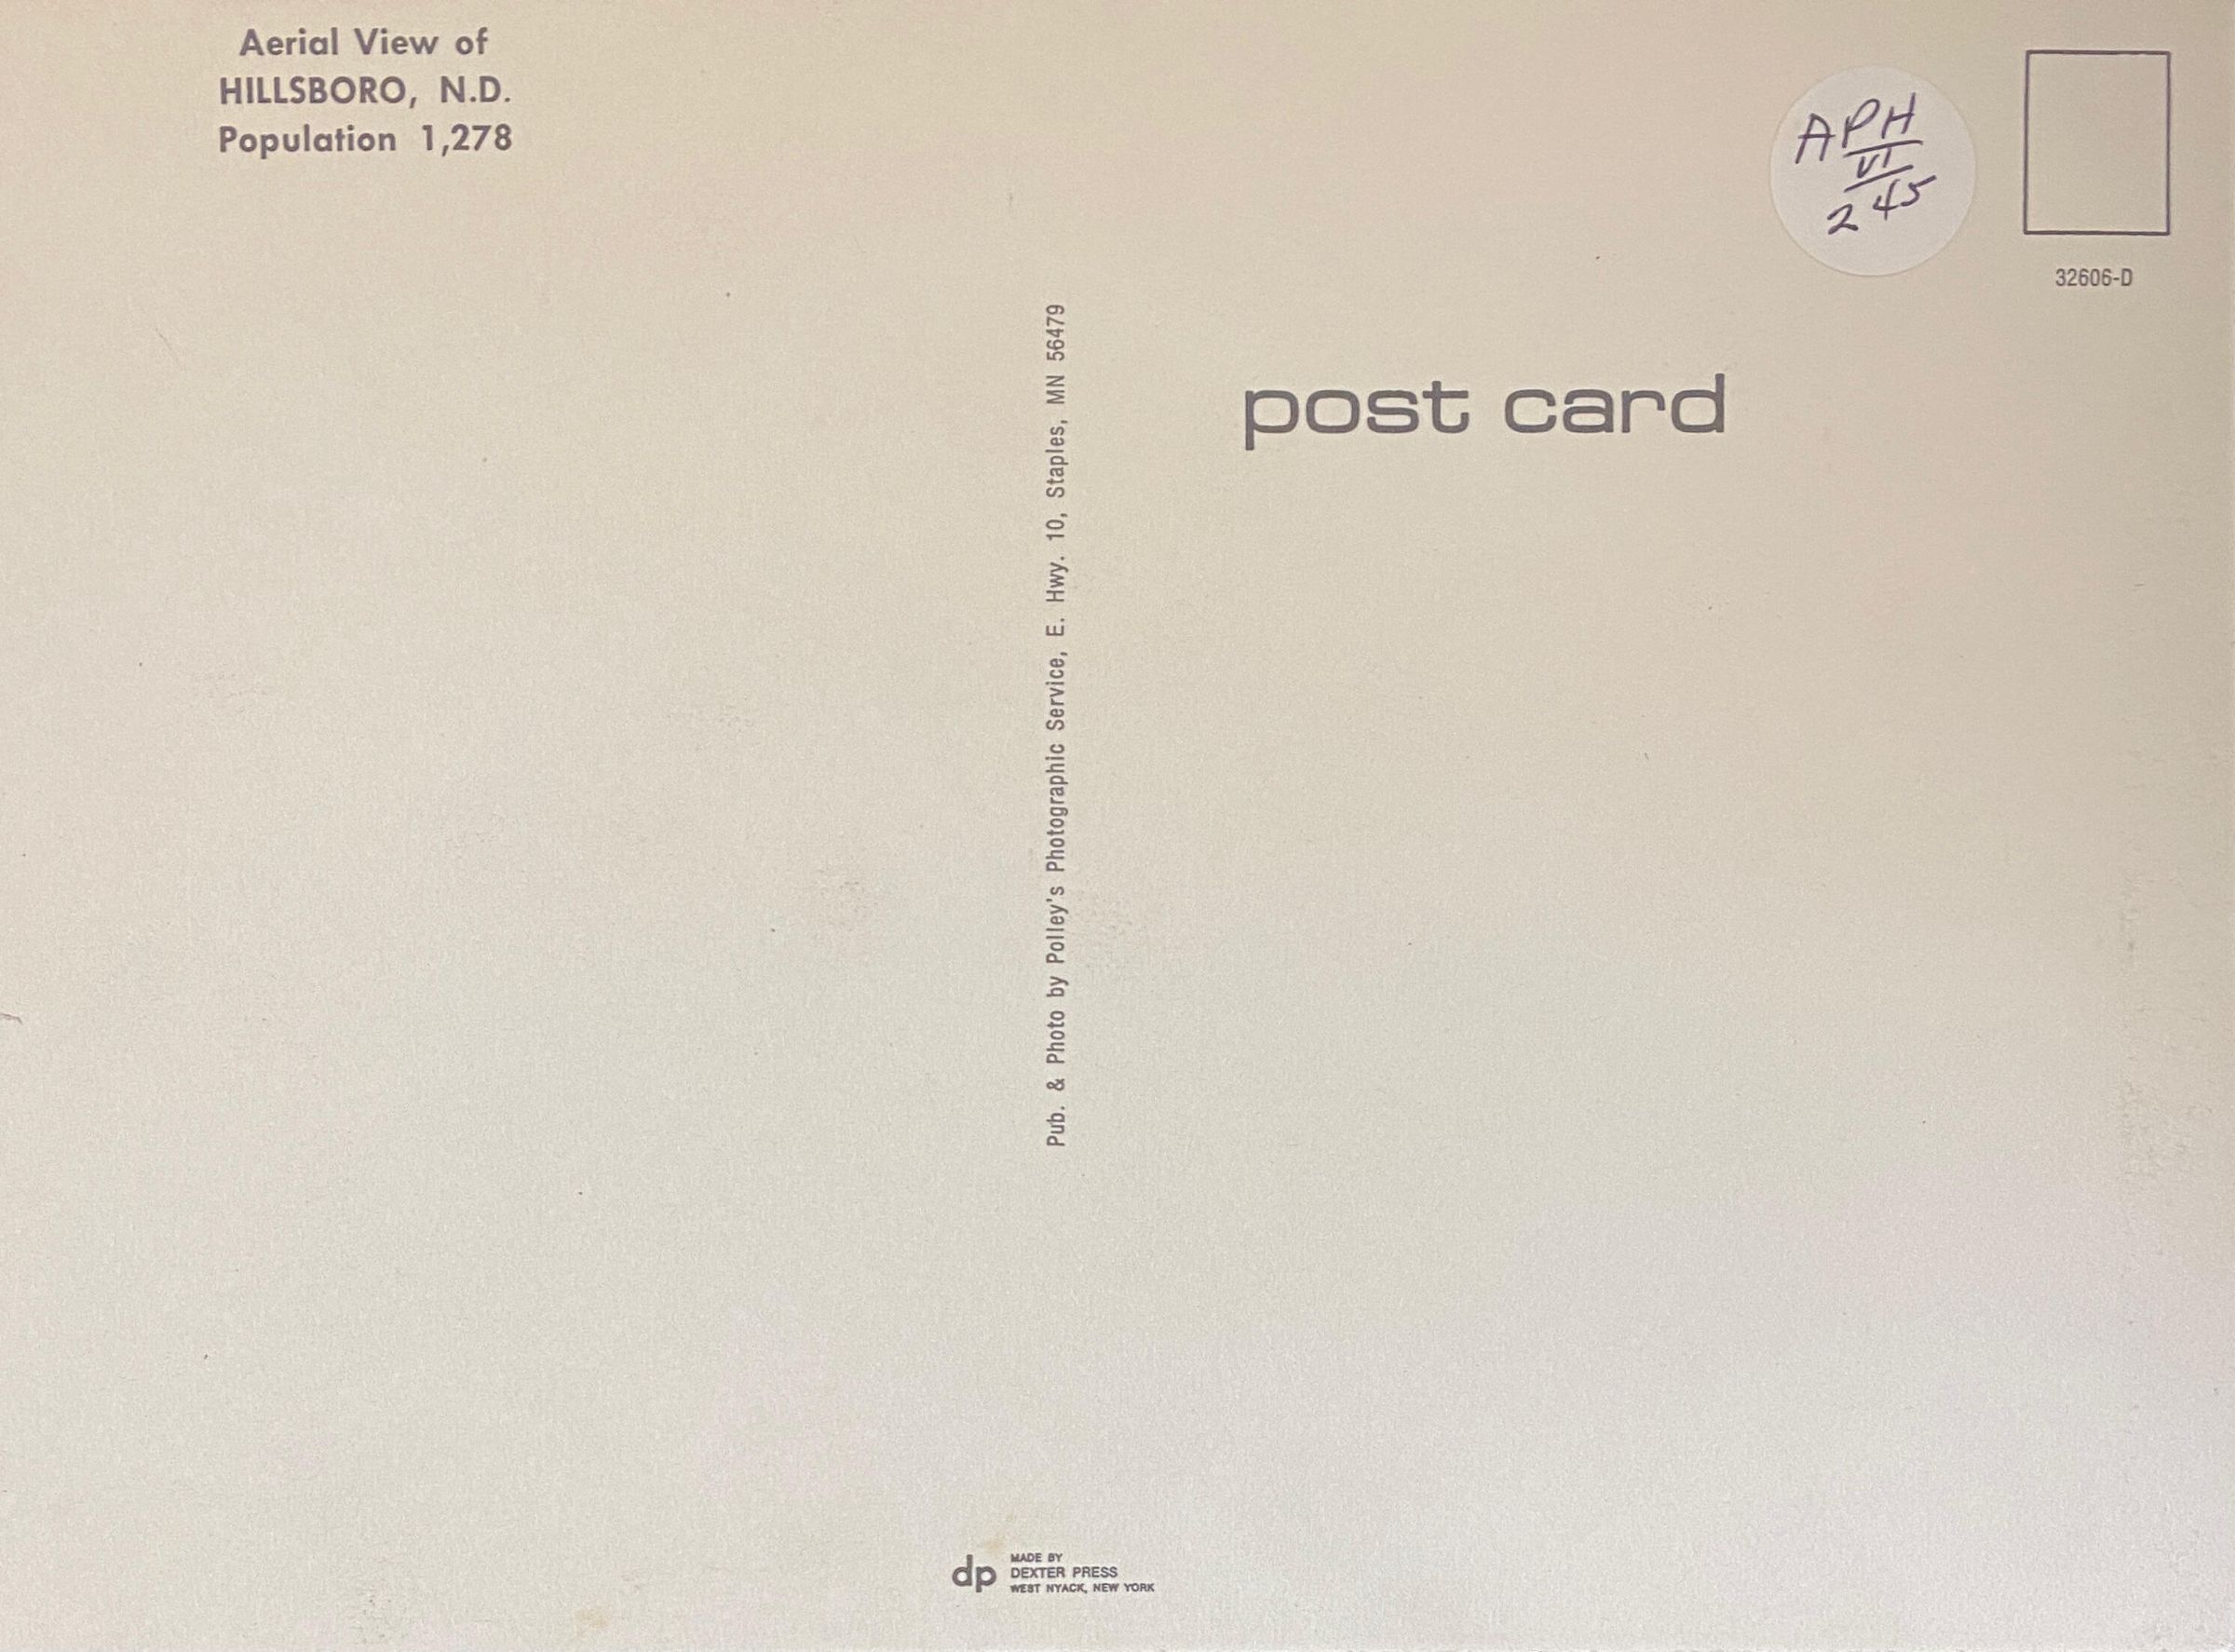 Aerial View of
HILLSBORO, N.D.
Population 1,278
APH
VT
2 45
32606-D
post card
Pub. & Photo by Polley's Photographic Service, E. Hwy. 10, Staples, MN 56479
dp
MADE BY
DEXTER PRESS
WEST NYACK, NEW YORK